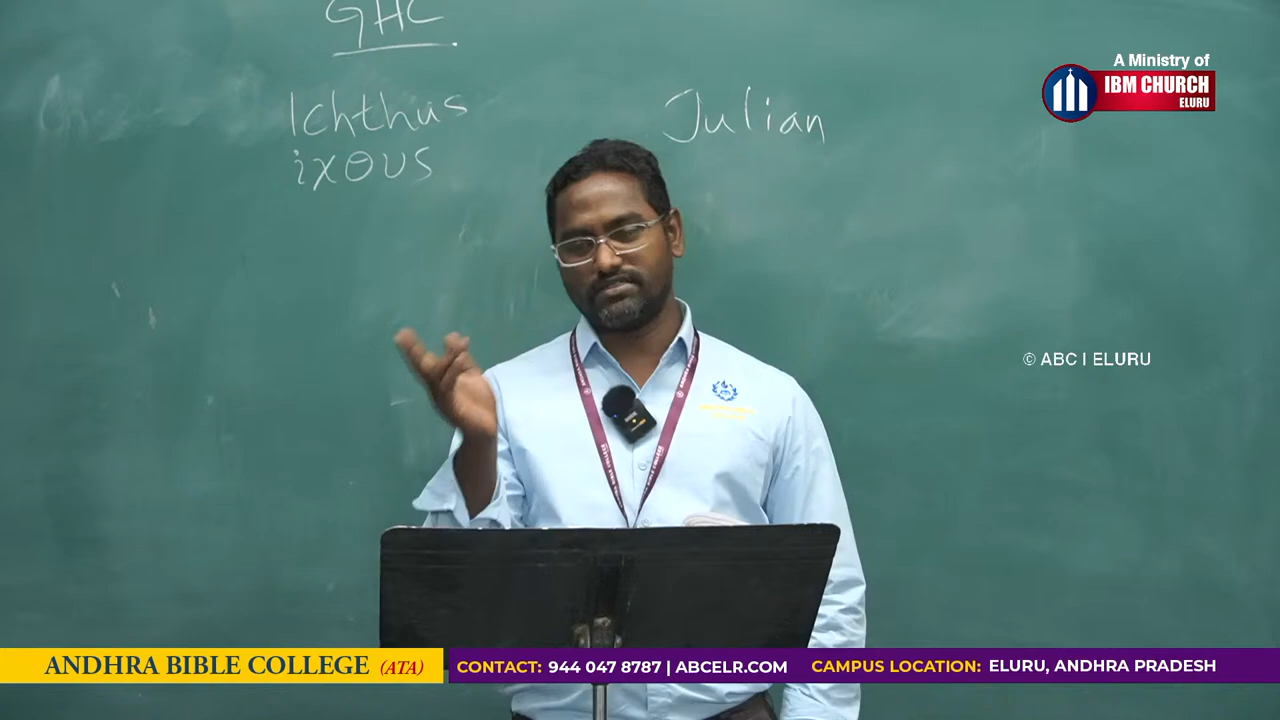 GHC
Ichthus
ixous
Julian
A Ministry of
IBM CHURCH
ELURU
© ABC I ELURU
ANDHRA BIBLE COLLEGE (ATA)
CONTACT: 944 047 8787 | ABCELR.COM
CAMPUS LOCATION: ELURU, ANDHRA PRADESH